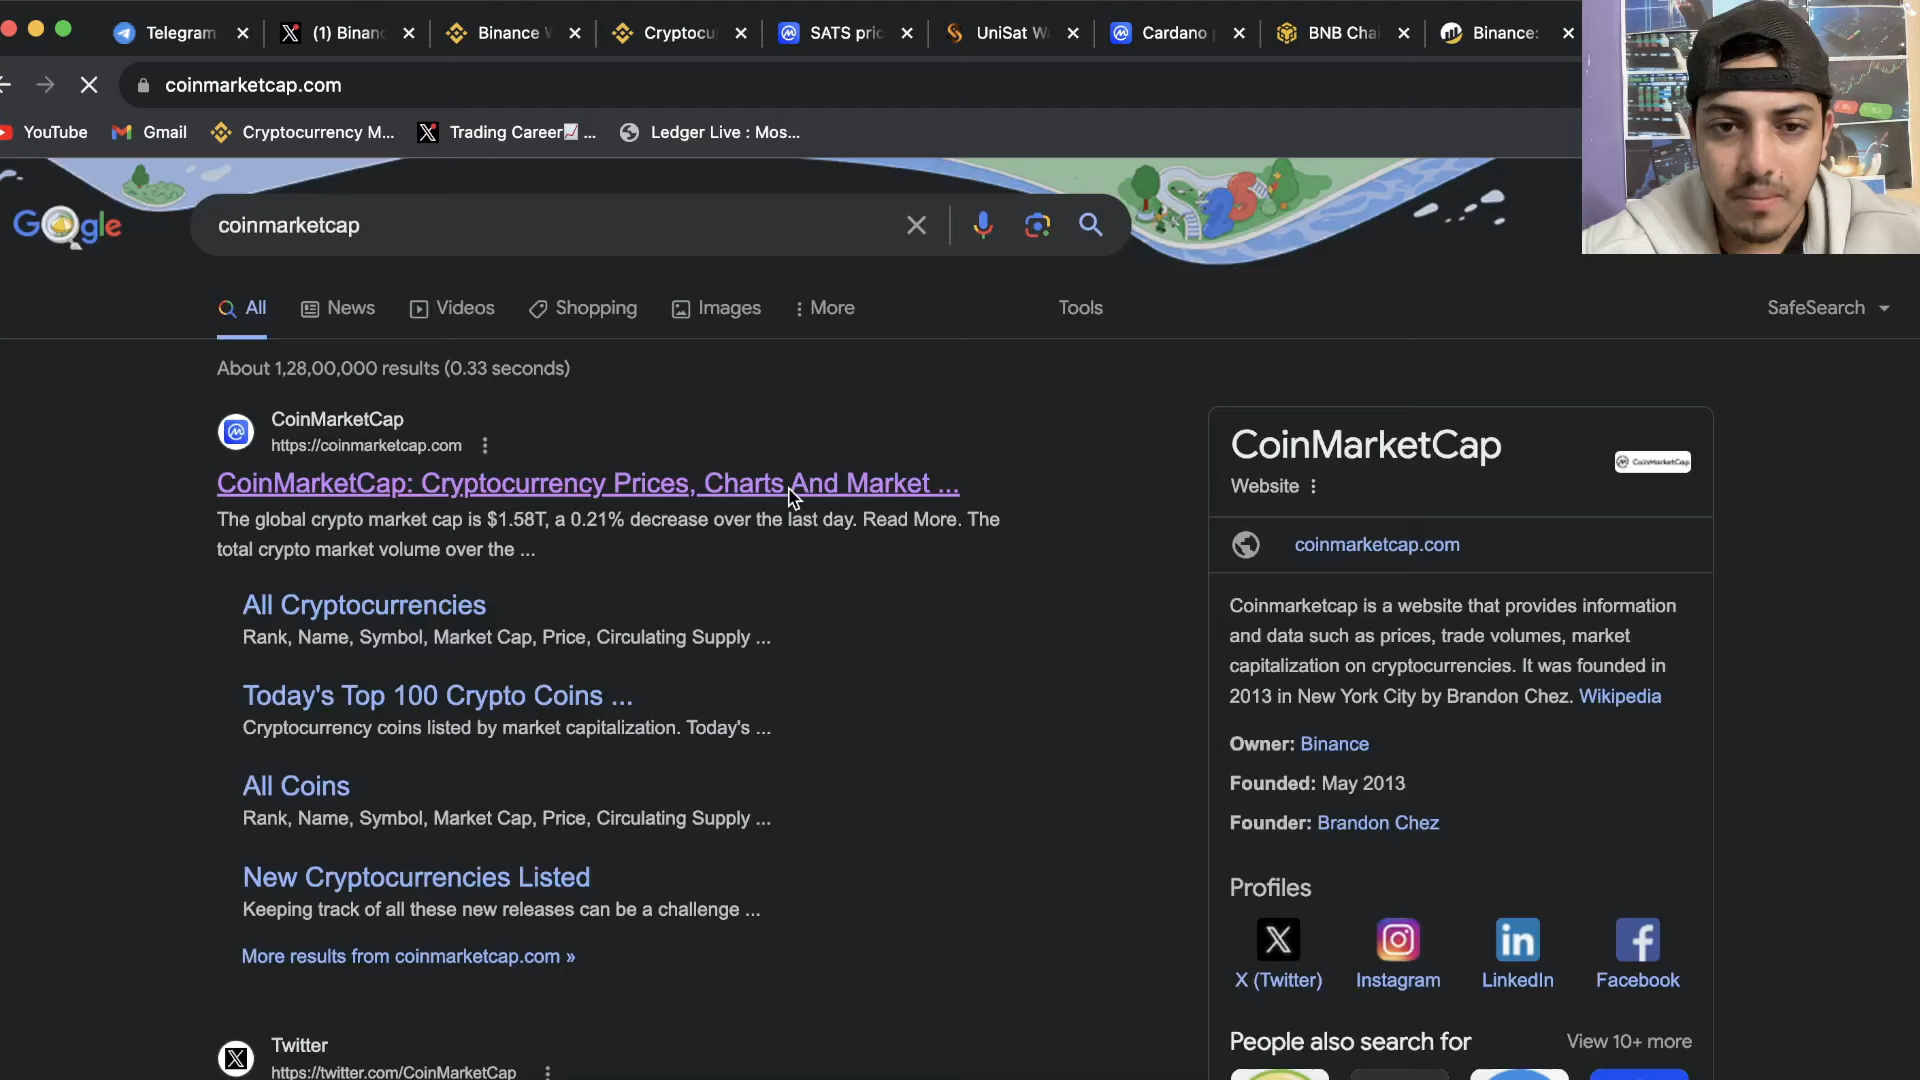 Telegram
(1) Binan
Binance W
Cryptocu
SATS pric
UniSat W
Cardano
BNB Chai
Binance:
coinmarketcap.com
YouTube
Gmail
Cryptocurrency M...
Trading Career📈 ...
Ledger Live : Mos...
Google
coinmarketcap
All
News
Videos
Shopping
Images
More
Tools
SafeSearch
About 1,28,00,000 results (0.33 seconds)
CoinMarketCap
https://coinmarketcap.com
CoinMarketCap: Cryptocurrency Prices, Charts And Market ...
The global crypto market cap is $1.58T, a 0.21% decrease over the last day. Read More. The
total crypto market volume over the ...
All Cryptocurrencies
Rank, Name, Symbol, Market Cap, Price, Circulating Supply ...
Today's Top 100 Crypto Coins ...
Cryptocurrency coins listed by market capitalization. Today's ...
All Coins
Rank, Name, Symbol, Market Cap, Price, Circulating Supply ...
New Cryptocurrencies Listed
Keeping track of all these new releases can be a challenge ...
More results from coinmarketcap.com »
Twitter
https://twitter.com/CoinMarketCap
CoinMarketCap
CoinMarketCap
Website
coinmarketcap.com
Coinmarketcap is a website that provides information
and data such as prices, trade volumes, market
capitalization on cryptocurrencies. It was founded in
2013 in New York City by Brandon Chez. Wikipedia
Owner: Binance
Founded: May 2013
Founder: Brandon Chez
Profiles
X (Twitter)
Instagram
LinkedIn
Facebook
People also search for
View 10+ more